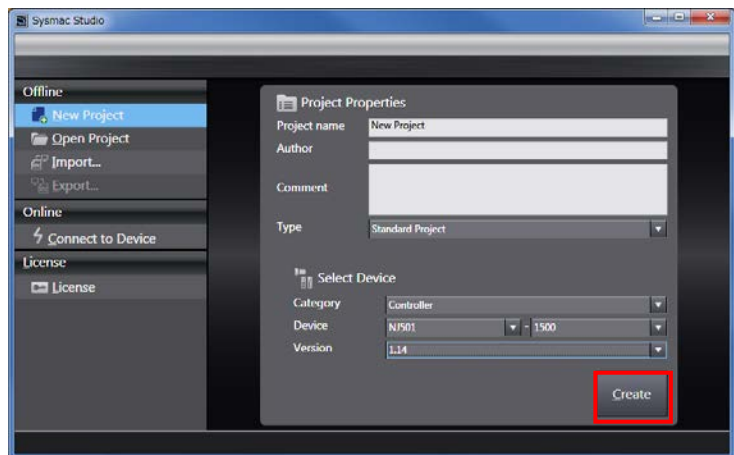 Sysmac Studio
Offline
New Project
Open Project
Import...
Export...
Online
Connect to Device
License
License
Project Properties
Project name New Project
Author
Comment
Type Standard Project
Select Device
Category Controller
Device NJ501 - 1500
Version 1.14
Create